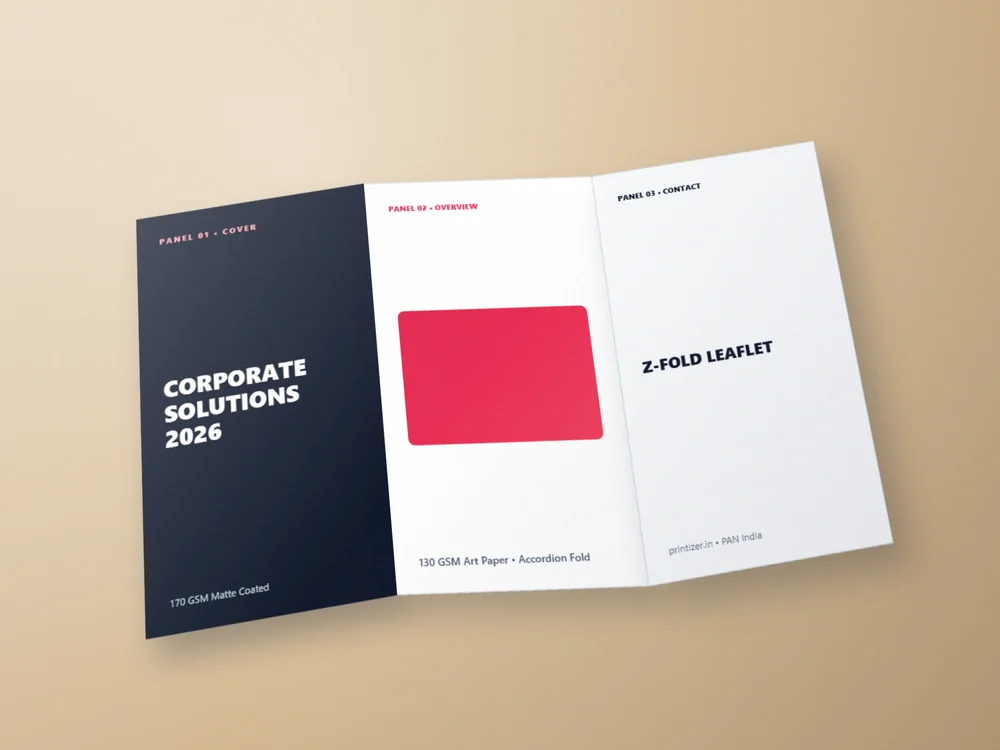 PANEL 01 • COVER
CORPORATE
SOLUTIONS
2026
170 GSM Matte Coated
PANEL 02 • OVERVIEW
130 GSM Art Paper • Accordion Fold
PANEL 03 • CONTACT
Z-FOLD LEAFLET
printizer.in • PAN India